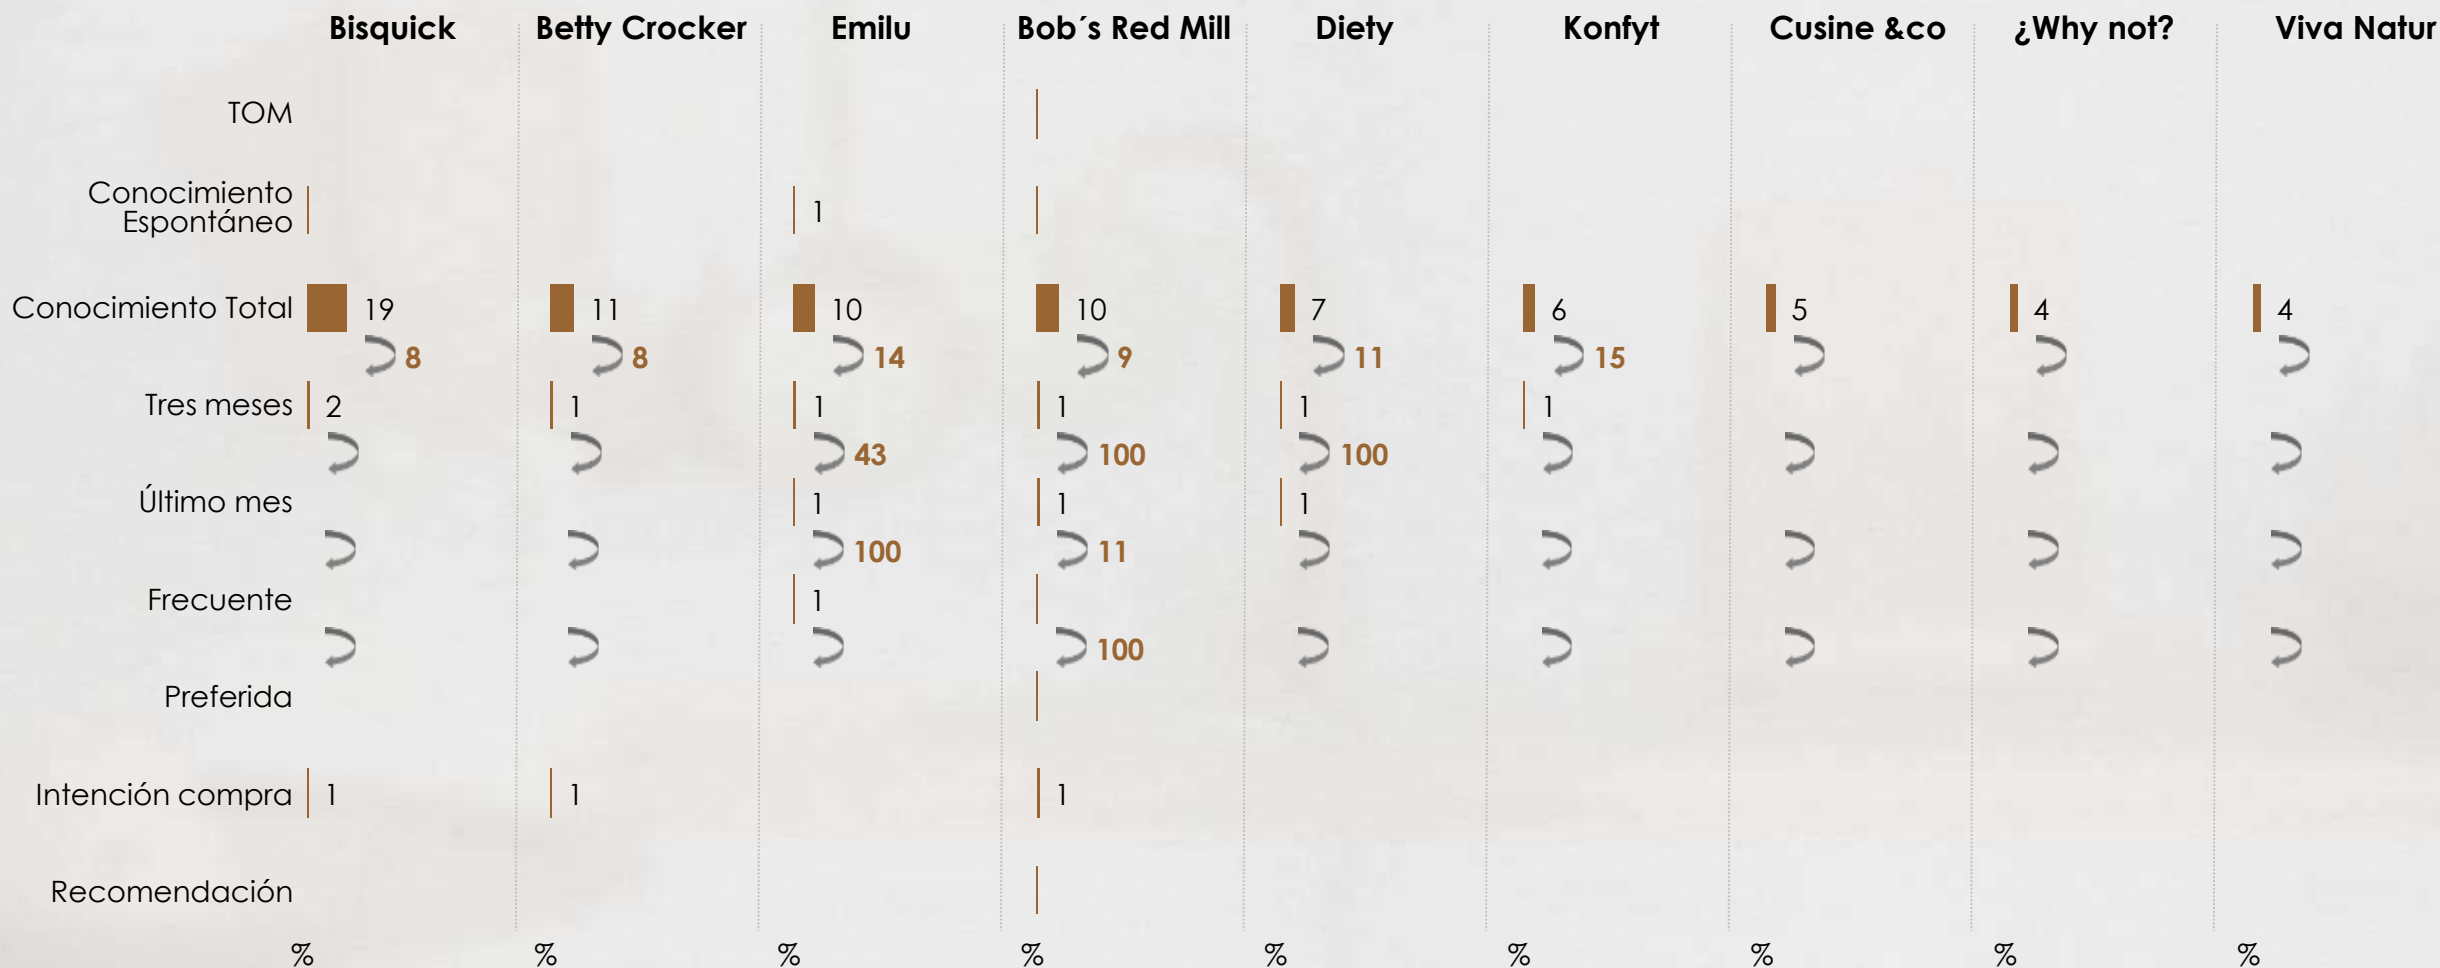 Bisquick Betty Crocker Emilu Bob´s Red Mill Diety Konfyt Cusine &co ¿Why not? Viva Natur
TOM
Conocimiento
Espontáneo 1
Conocimiento Total 19 11 10 10 7 6 5 4 4
8 8 14 9 11 15
Tres meses 2 1 1 1 1 1
43 100 100
Último mes 1 1 1
100 11
Frecuente 1
100
Preferida
Intención compra 1 1 1
Recomendación
% % % % % % % % %